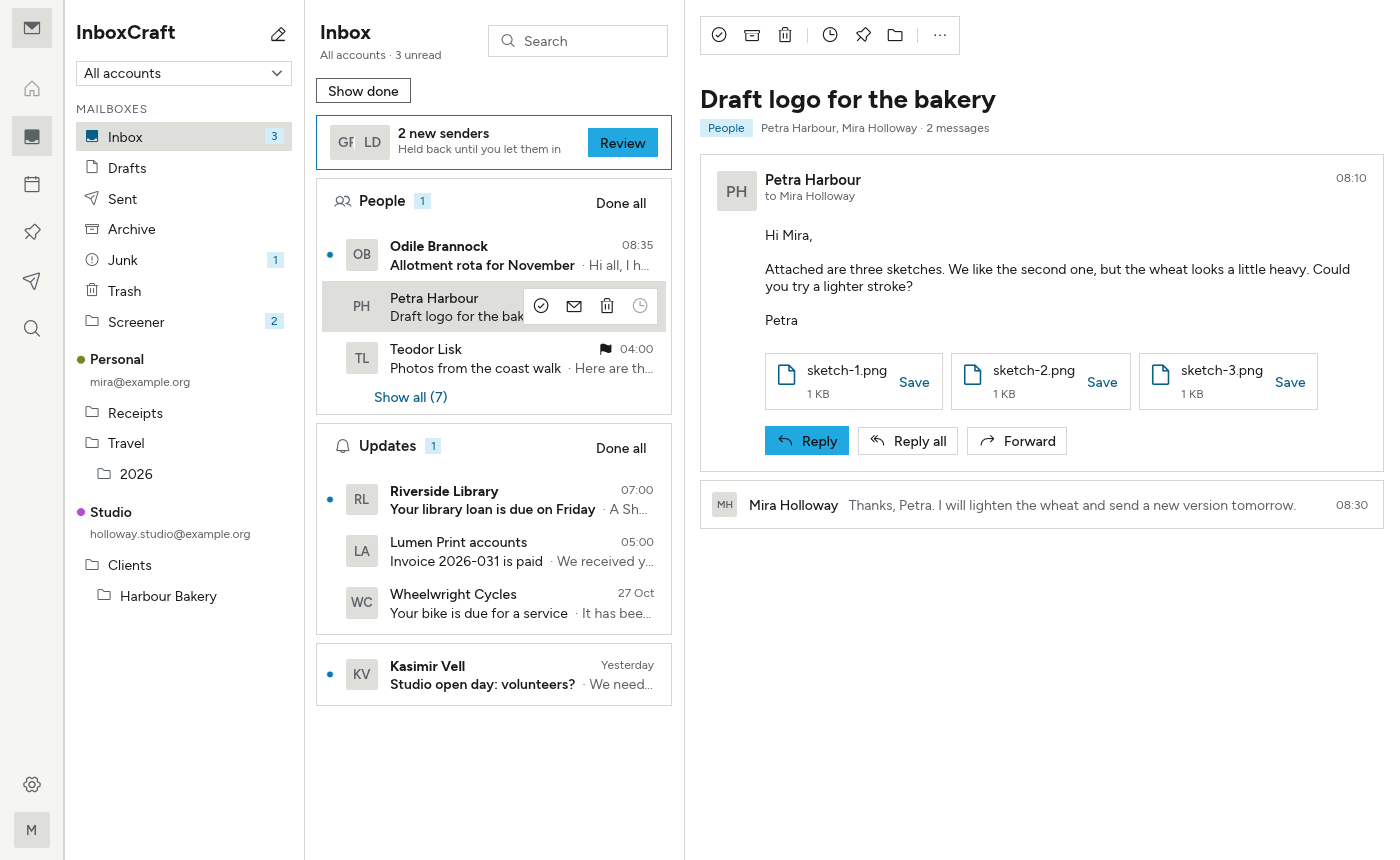 InboxCraft
All accounts
MAILBOXES
Inbox 3
Drafts
Sent
Archive
Junk 1
Trash
Screener 2
Personal
mira@example.org
Receipts
Travel
2026
Studio
holloway.studio@example.org
Clients
Harbour Bakery
M
Inbox
All accounts · 3 unread
Search
Show done
LD
2 new senders
Held back until you let them in
Review
People 1
Done all
OB
Odile Brannock 08:35
Allotment rota for November · Hi all, I h...
PH
Petra Harbour
Draft logo for the bak
TL
Teodor Lisk 04:00
Photos from the coast walk · Here are th...
Show all (7)
Updates 1
Done all
RL
Riverside Library 07:00
Your library loan is due on Friday · A Sh...
LA
Lumen Print accounts 05:00
Invoice 2026-031 is paid · We received y...
WC
Wheelwright Cycles 27 Oct
Your bike is due for a service · It has bee...
KV
Kasimir Vell Yesterday
Studio open day: volunteers? · We need...
Draft logo for the bakery
People Petra Harbour, Mira Holloway · 2 messages
PH
Petra Harbour 08:10
to Mira Holloway
Hi Mira,
Attached are three sketches. We like the second one, but the wheat looks a little heavy. Could
you try a lighter stroke?
Petra
sketch-1.png
1 KB
Save
sketch-2.png
1 KB
Save
sketch-3.png
1 KB
Save
Reply
Reply all
Forward
MH Mira Holloway Thanks, Petra. I will lighten the wheat and send a new version tomorrow. 08:30